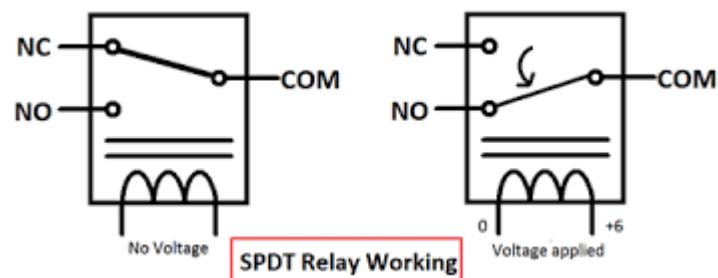 NC
COM
NO
No Voltage
NC
COM
NO
0
+6
Voltage applied
SPDT Relay Working